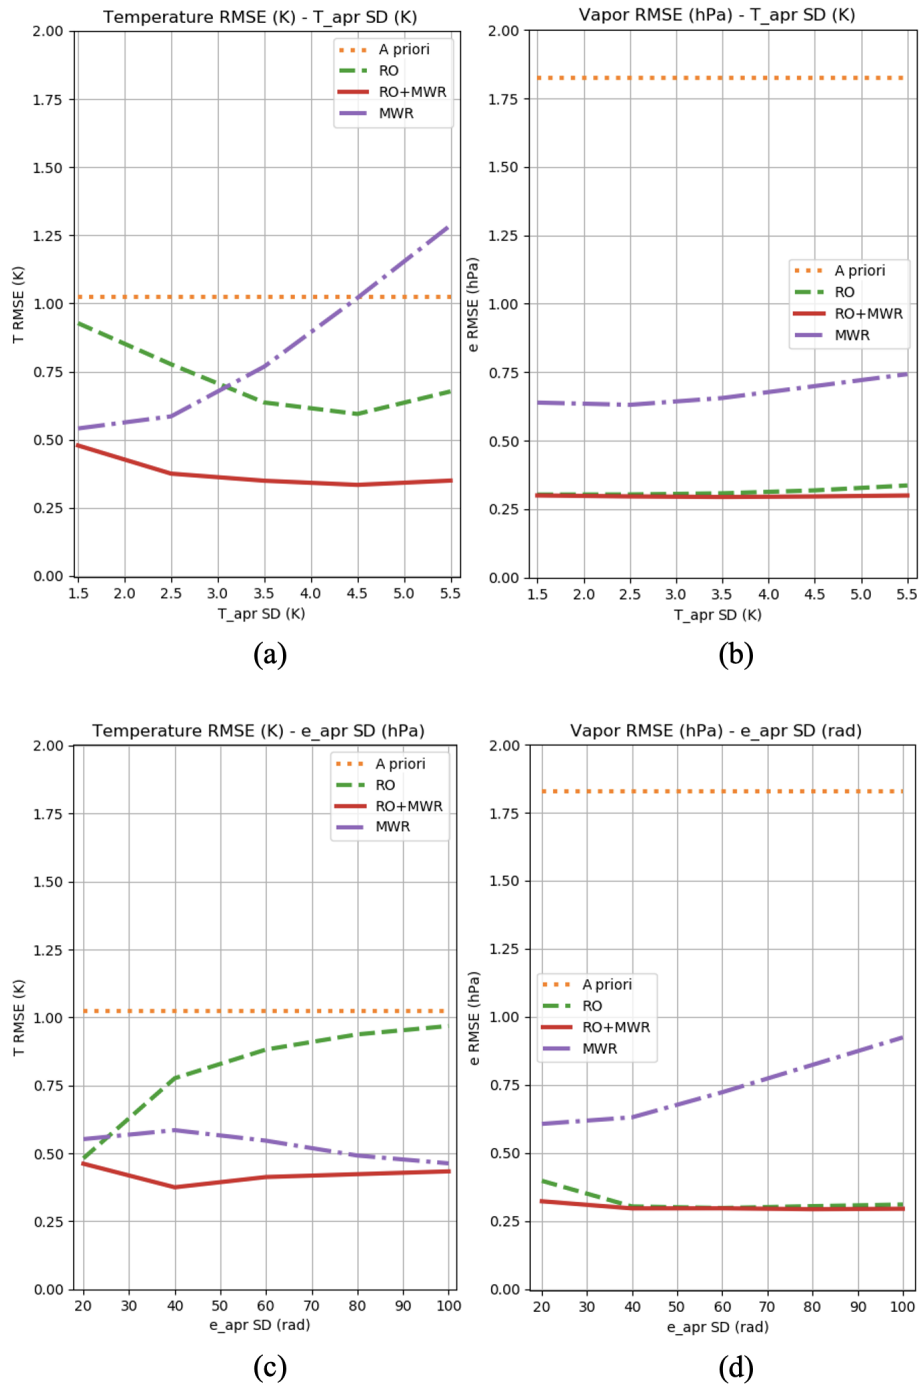 Temperature RMSE (K) - T_apr SD (K)
2.00
1.75
1.50
1.25
1.00
0.75
0.50
0.25
0.00
T RMSE (K)
A priori
RO
RO+MWR
MWR
1.5 2.0 2.5 3.0 3.5 4.0 4.5 5.0 5.5
T_apr SD (K)
(a)
Vapor RMSE (hPa) - T_apr SD (K)
2.00
1.75
1.50
1.25
1.00
0.75
0.50
0.25
0.00
e RMSE (hPa)
A priori
RO
RO+MWR
MWR
1.5 2.0 2.5 3.0 3.5 4.0 4.5 5.0 5.5
T_apr SD (K)
(b)
Temperature RMSE (K) - e_apr SD (hPa)
2.00
1.75
1.50
1.25
1.00
0.75
0.50
0.25
0.00
T RMSE (K)
A priori
RO
RO+MWR
MWR
20 30 40 50 60 70 80 90 100
e_apr SD (rad)
(c)
Vapor RMSE (hPa) - e_apr SD (rad)
2.00
1.75
1.50
1.25
1.00
0.75
0.50
0.25
0.00
e RMSE (hPa)
A priori
RO
RO+MWR
MWR
20 30 40 50 60 70 80 90 100
e_apr SD (rad)
(d)